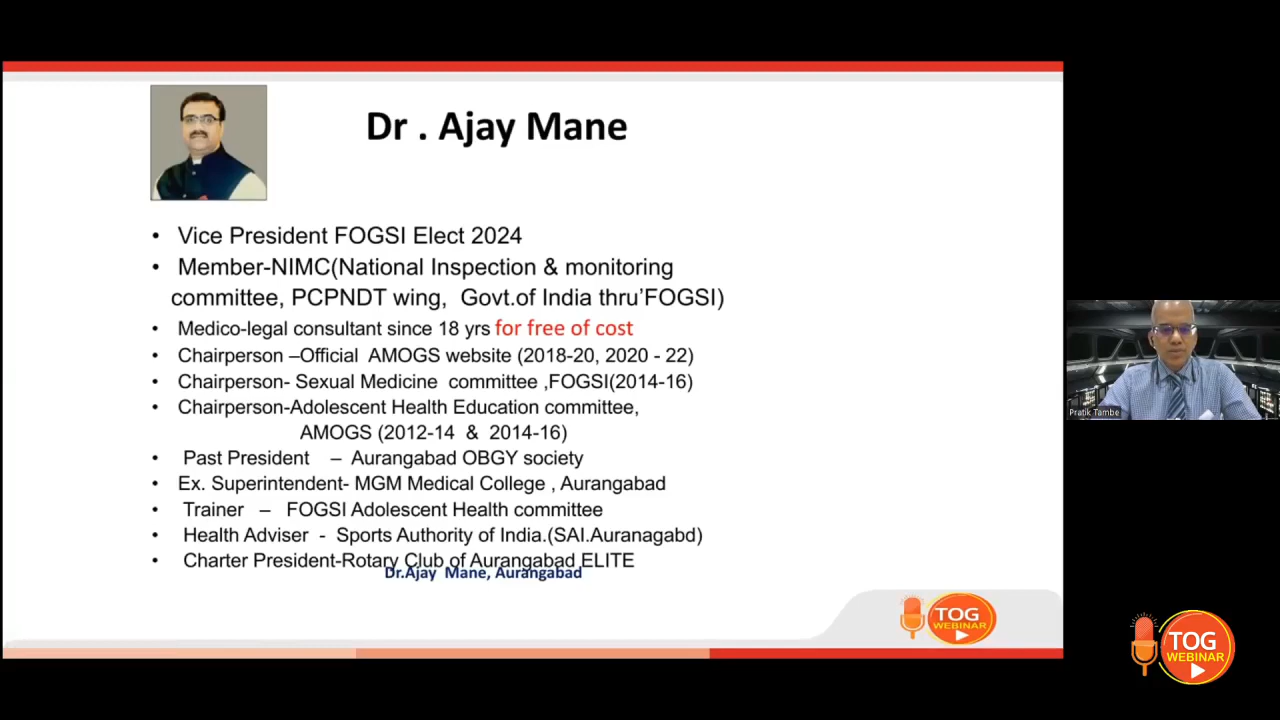 Dr . Ajay Mane
• Vice President FOGSI Elect 2024
• Member-NIMC(National Inspection & monitoring
committee, PCPNDT wing, Govt.of India thru’FOGSI)
• Medico-legal consultant since 18 yrs for free of cost
• Chairperson –Official AMOGS website (2018-20, 2020 - 22)
• Chairperson- Sexual Medicine committee ,FOGSI(2014-16)
• Chairperson-Adolescent Health Education committee,
AMOGS (2012-14 & 2014-16)
• Past President – Aurangabad OBGY society
• Ex. Superintendent- MGM Medical College , Aurangabad
• Trainer – FOGSI Adolescent Health committee
• Health Adviser - Sports Authority of India.(SAI.Auranagabd)
• Charter President-Rotary Club of Aurangabad ELITE
Dr.Ajay Mane, Aurangabad
TOG
WEBINAR
Pratik Tambe
TOG
WEBINAR